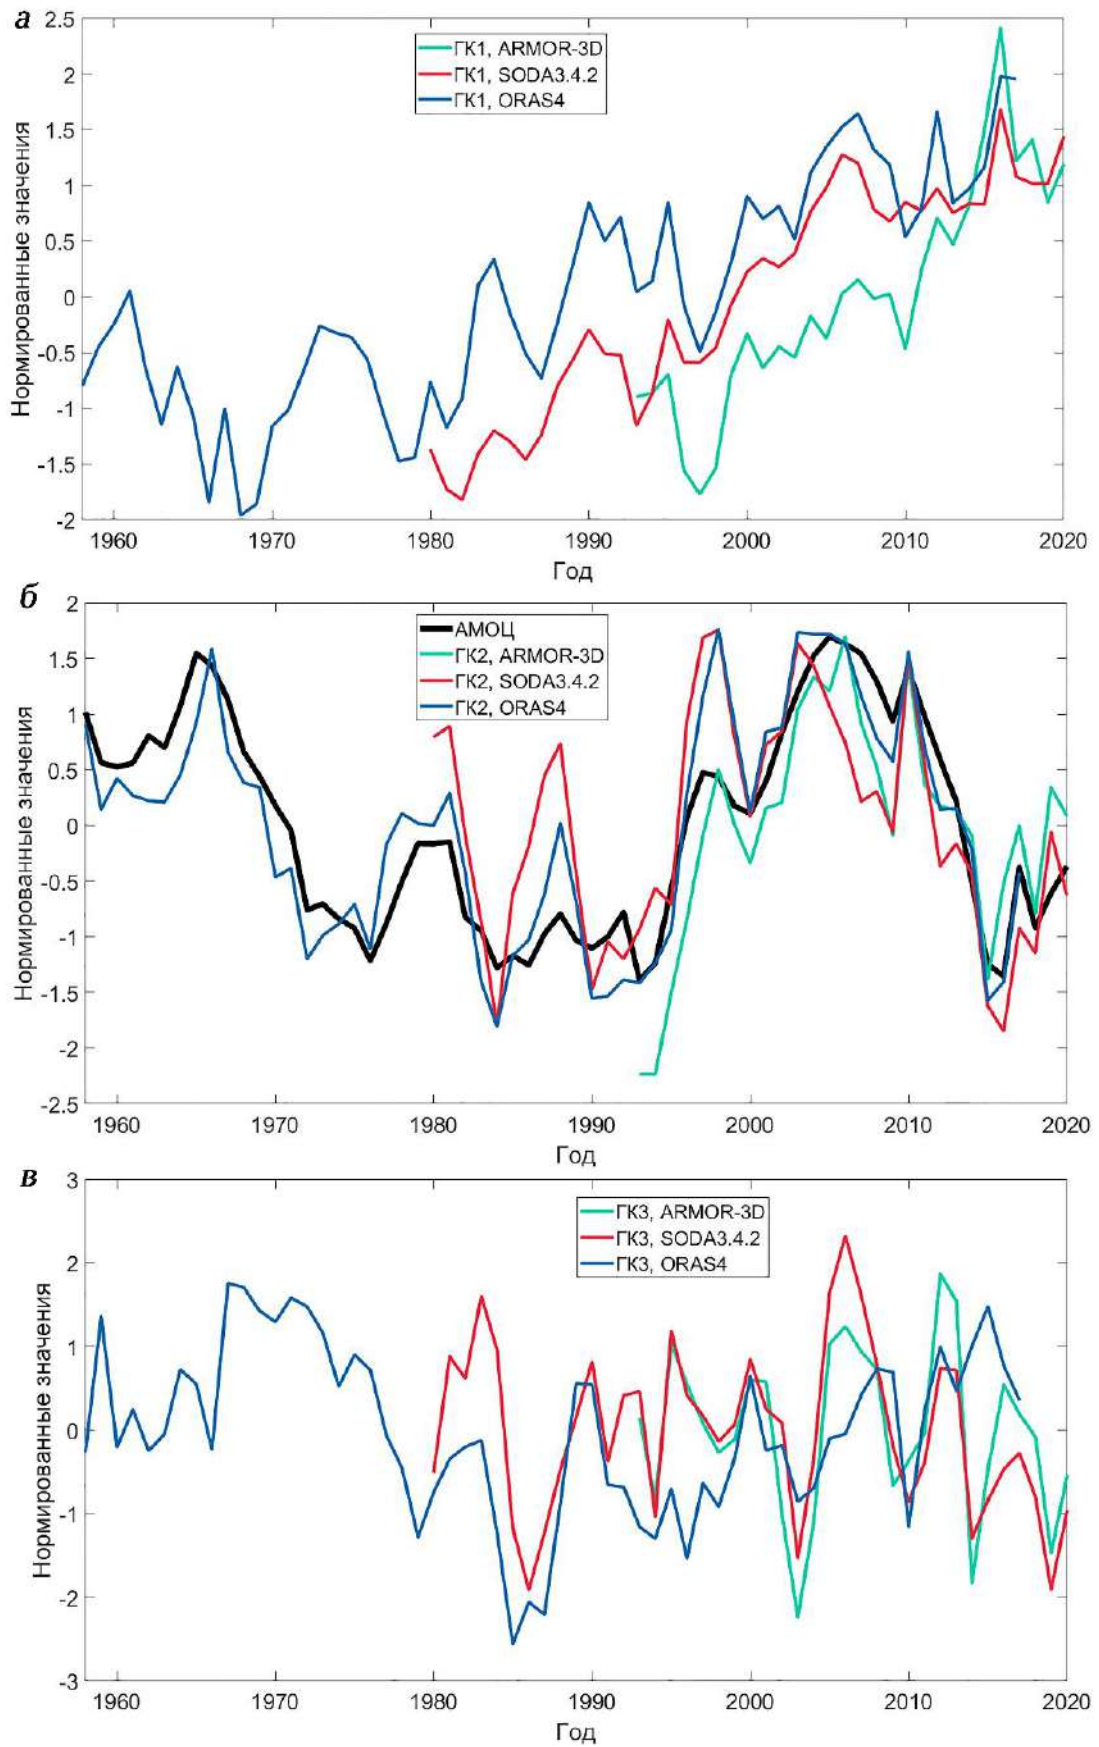 а
2.5
2
1.5
1
0.5
0
-0.5
-1
-1.5
-2
Нормированные значения
ГК1, ARMOR-3D
ГК1, SODA3.4.2
ГК1, ORAS4
1960 1970 1980 1990 2000 2010 2020
Год
б
2
1.5
1
0.5
0
-0.5
-1
-1.5
-2
-2.5
Нормированные значения
АМОЦ
ГК2, ARMOR-3D
ГК2, SODA3.4.2
ГК2, ORAS4
1960 1970 1980 1990 2000 2010 2020
Год
в
3
2
1
0
-1
-2
-3
Нормированные значения
ГК3, ARMOR-3D
ГК3, SODA3.4.2
ГК3, ORAS4
1960 1970 1980 1990 2000 2010 2020
Год